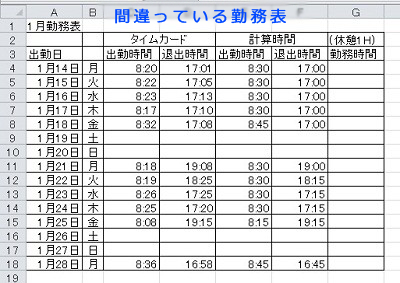 間違っている勤務表
A B C D E F G
1 1月勤務表
2 タイムカード 計算時間 (休憩1H)
3 出勤日 出勤時間 退出時間 出勤時間 退出時間 勤務時間
4 1月14日 月 8:20 17:01 8:30 17:00
5 1月15日 火 8:22 17:05 8:30 17:00
6 1月16日 水 8:23 17:13 8:30 17:00
7 1月17日 木 8:17 17:10 8:30 17:00
8 1月18日 金 8:32 17:08 8:45 17:00
9 1月19日 土
10 1月20日 日
11 1月21日 月 8:18 19:08 8:30 19:00
12 1月22日 火 8:19 18:25 8:30 18:15
13 1月23日 水 8:26 17:25 8:30 17:15
14 1月24日 木 8:25 17:20 8:30 17:15
15 1月25日 金 8:08 19:15 8:15 19:15
16 1月26日 土
17 1月27日 日
18 1月28日 月 8:36 16:58 8:45 16:45